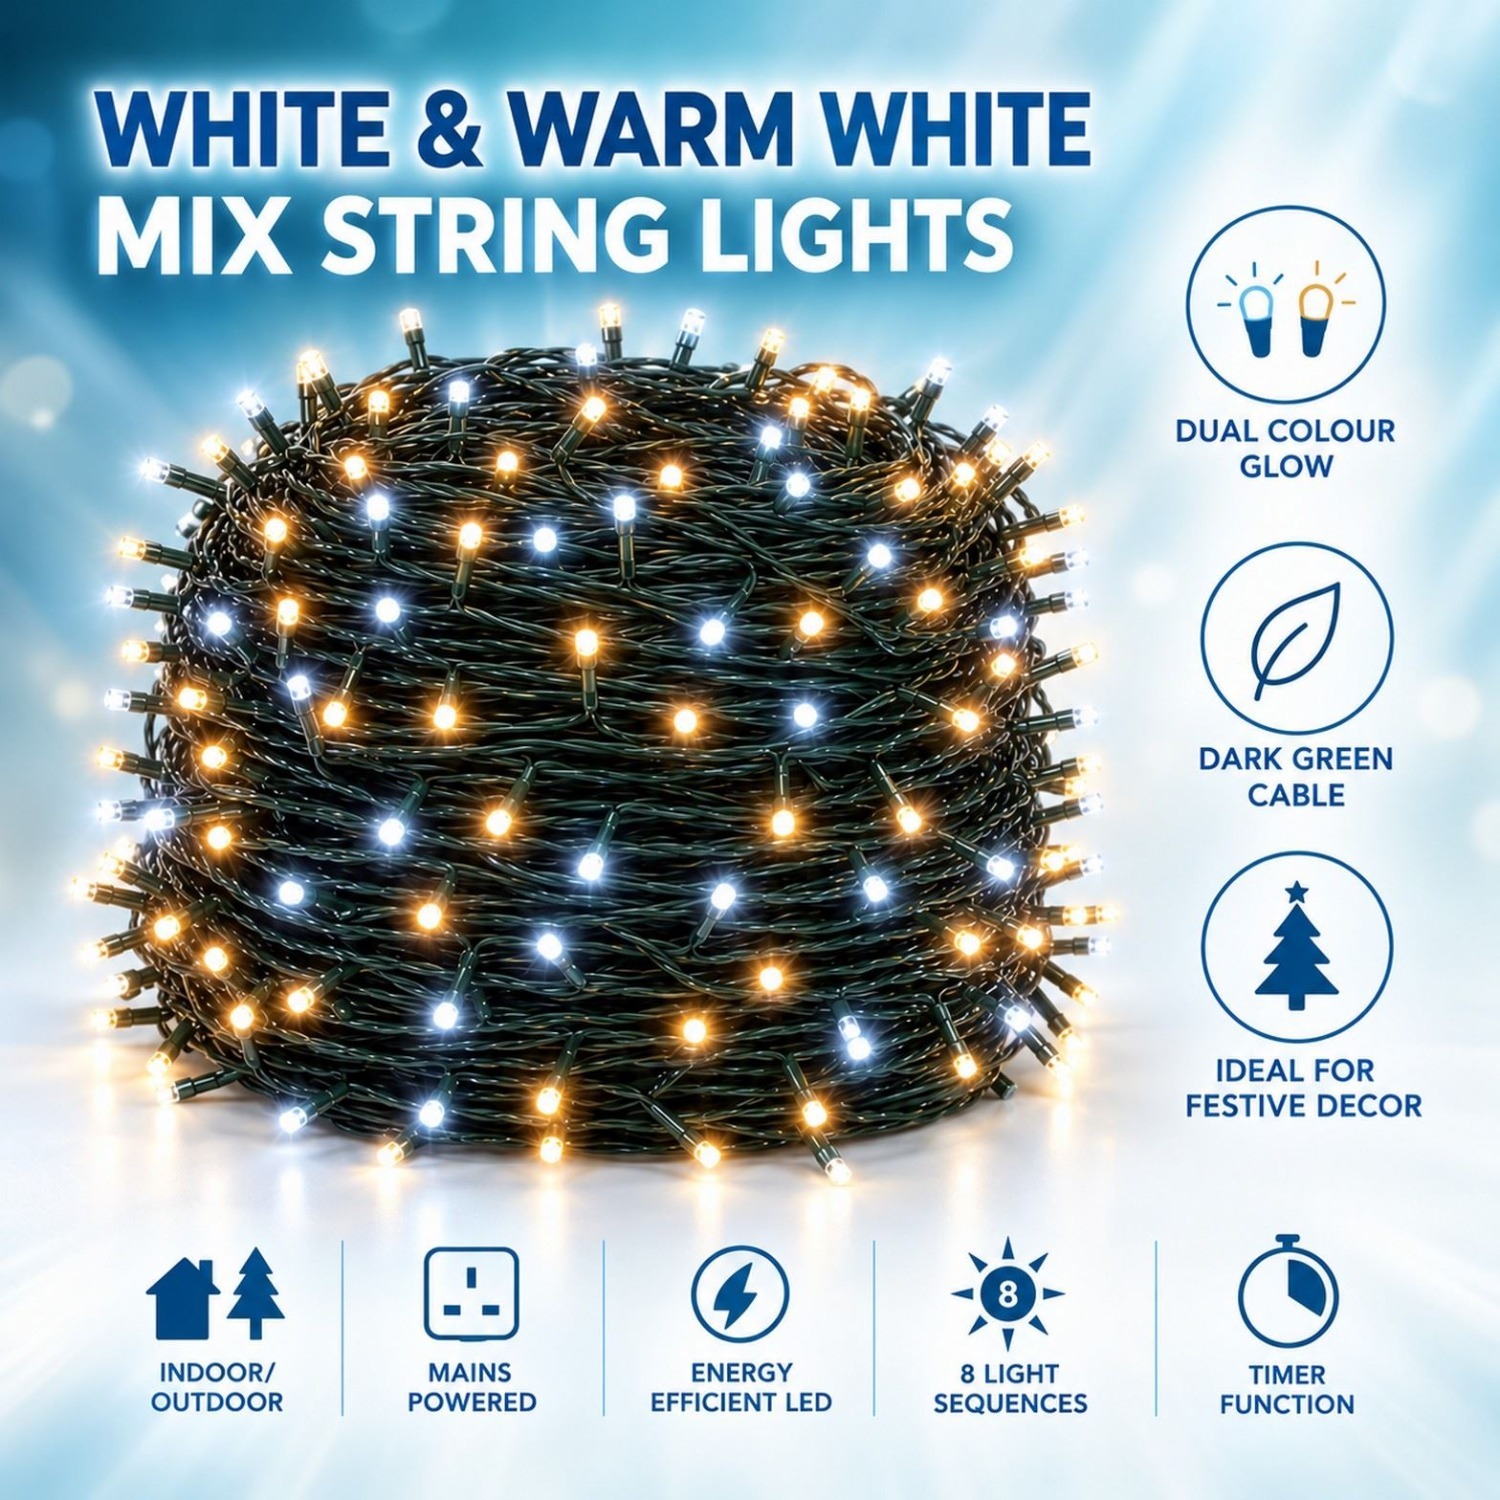 WHITE & WARM WHITE
MIX STRING LIGHTS
DUAL COLOUR
GLOW
DARK GREEN
CABLE
IDEAL FOR
FESTIVE DECOR
INDOOR/
OUTDOOR
MAINS
POWERED
ENERGY
EFFICIENT LED
8
8 LIGHT
SEQUENCES
TIMER
FUNCTION